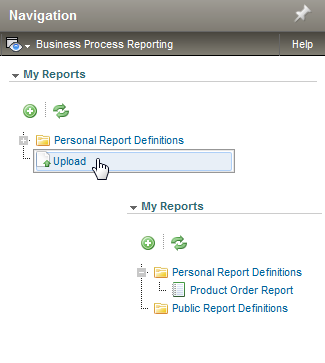 Navigation
Business Process Reporting Help
My Reports
Personal Report Definitions
Upload
My Reports
Personal Report Definitions
Product Order Report
Public Report Definitions